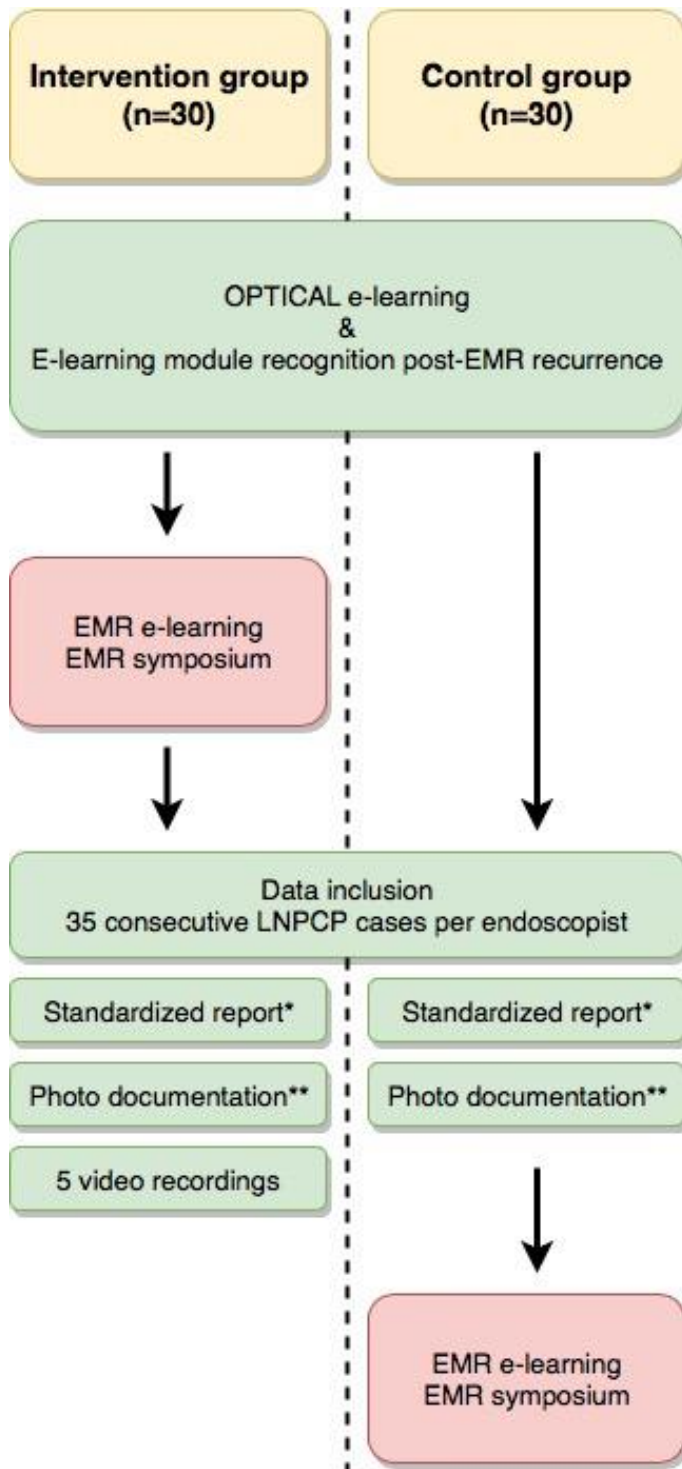 Intervention group
(n=30)
Control group
(n=30)
OPTICAL e-learning
&
E-learning module recognition post-EMR recurrence
EMR e-learning
EMR symposium
Data inclusion
35 consecutive LNPCP cases per endoscopist
Standardized report*
Standardized report*
Photo documentation**
Photo documentation**
5 video recordings
EMR e-learning
EMR symposium